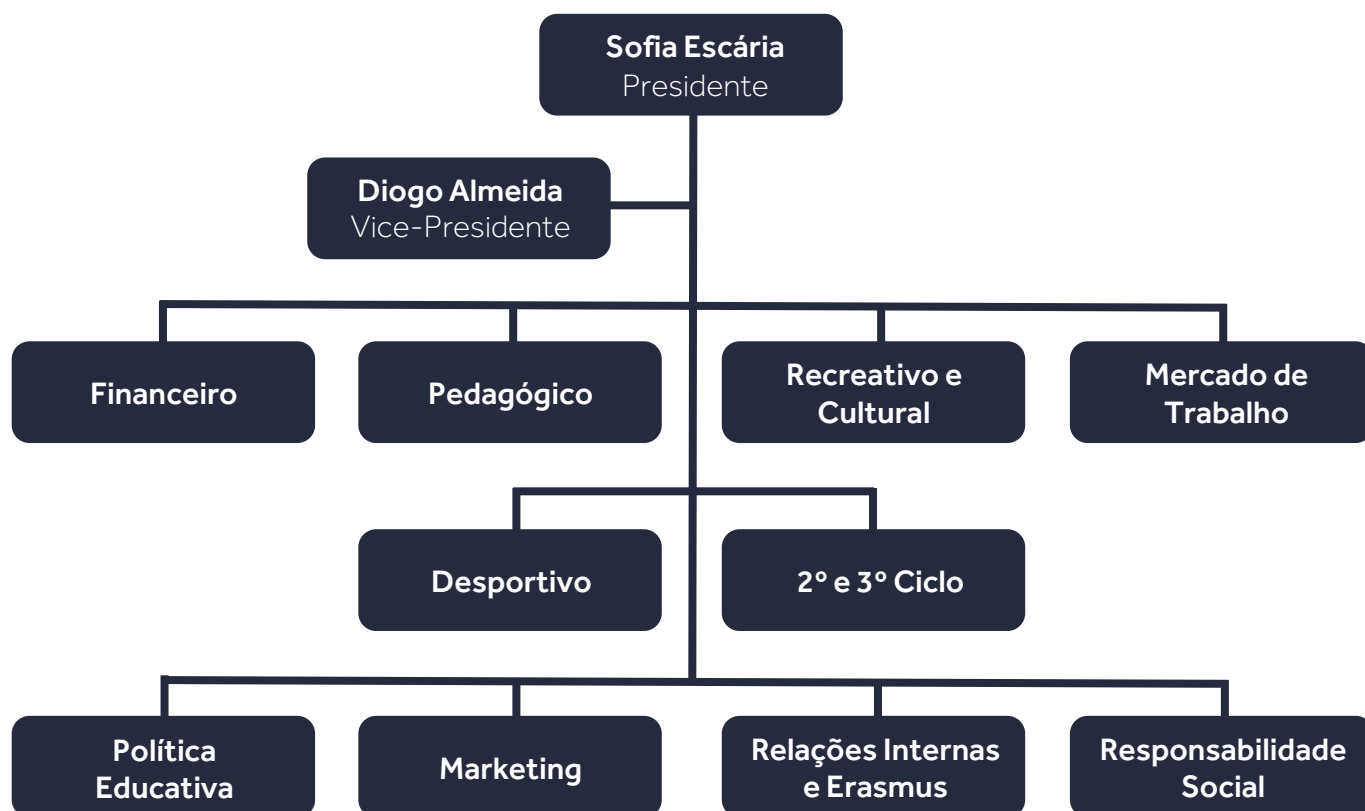 Sofia Escária
Presidente
Diogo Almeida
Vice-Presidente
Financeiro
Pedagógico
Recreativo e
Cultural
Mercado de
Trabalho
Desportivo
2º e 3º Ciclo
Política
Educativa
Marketing
Relações Internas
e Erasmus
Responsabilidade
Social